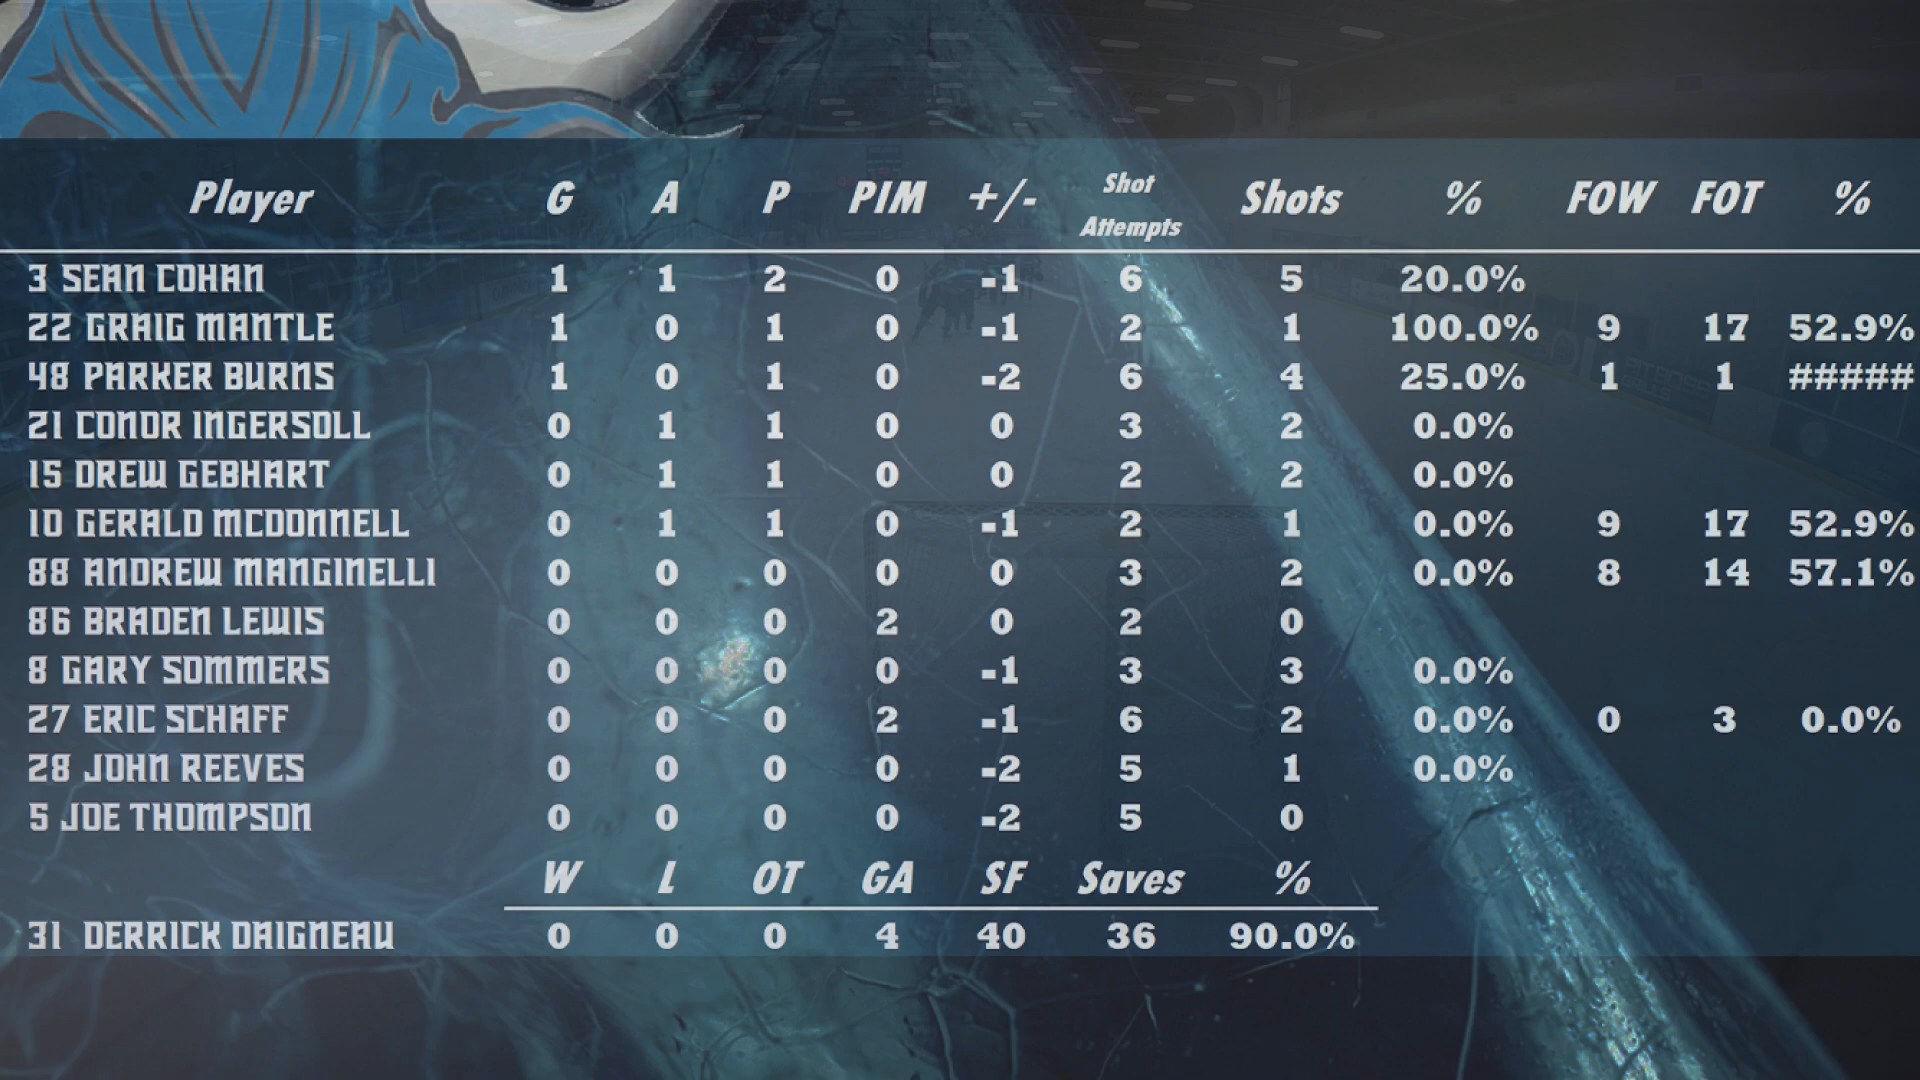 Player G A P PIM +/- Shot Attempts Shots % FOW FOT %
3 SEAN COHAN 1 1 2 0 -1 6 5 20.0%
22 GRAIG MANTLE 1 0 1 0 -1 2 1 100.0% 9 17 52.9%
48 PARKER BURNS 1 0 1 0 -2 6 4 25.0% 1 1 #####
21 CONOR INGERSOLL 0 1 1 0 0 3 2 0.0%
15 DREW GEBHART 0 1 1 0 0 2 2 0.0%
10 GERALD MCDONNELL 0 1 1 0 -1 2 1 0.0% 9 17 52.9%
88 ANDREW MANGINELLI 0 0 0 0 0 3 2 0.0% 8 14 57.1%
86 BRADEN LEWIS 0 0 0 2 0 2 0
8 GARY SOMMERS 0 0 0 0 -1 3 3 0.0%
27 ERIC SCHAFF 0 0 0 2 -1 6 2 0.0% 0 3 0.0%
28 JOHN REEVES 0 0 0 0 -2 5 1 0.0%
5 JOE THOMPSON 0 0 0 0 -2 5 0
W L OT GA SF Saves %
31 DERRICK DAIGNEAU 0 0 0 4 40 36 90.0%